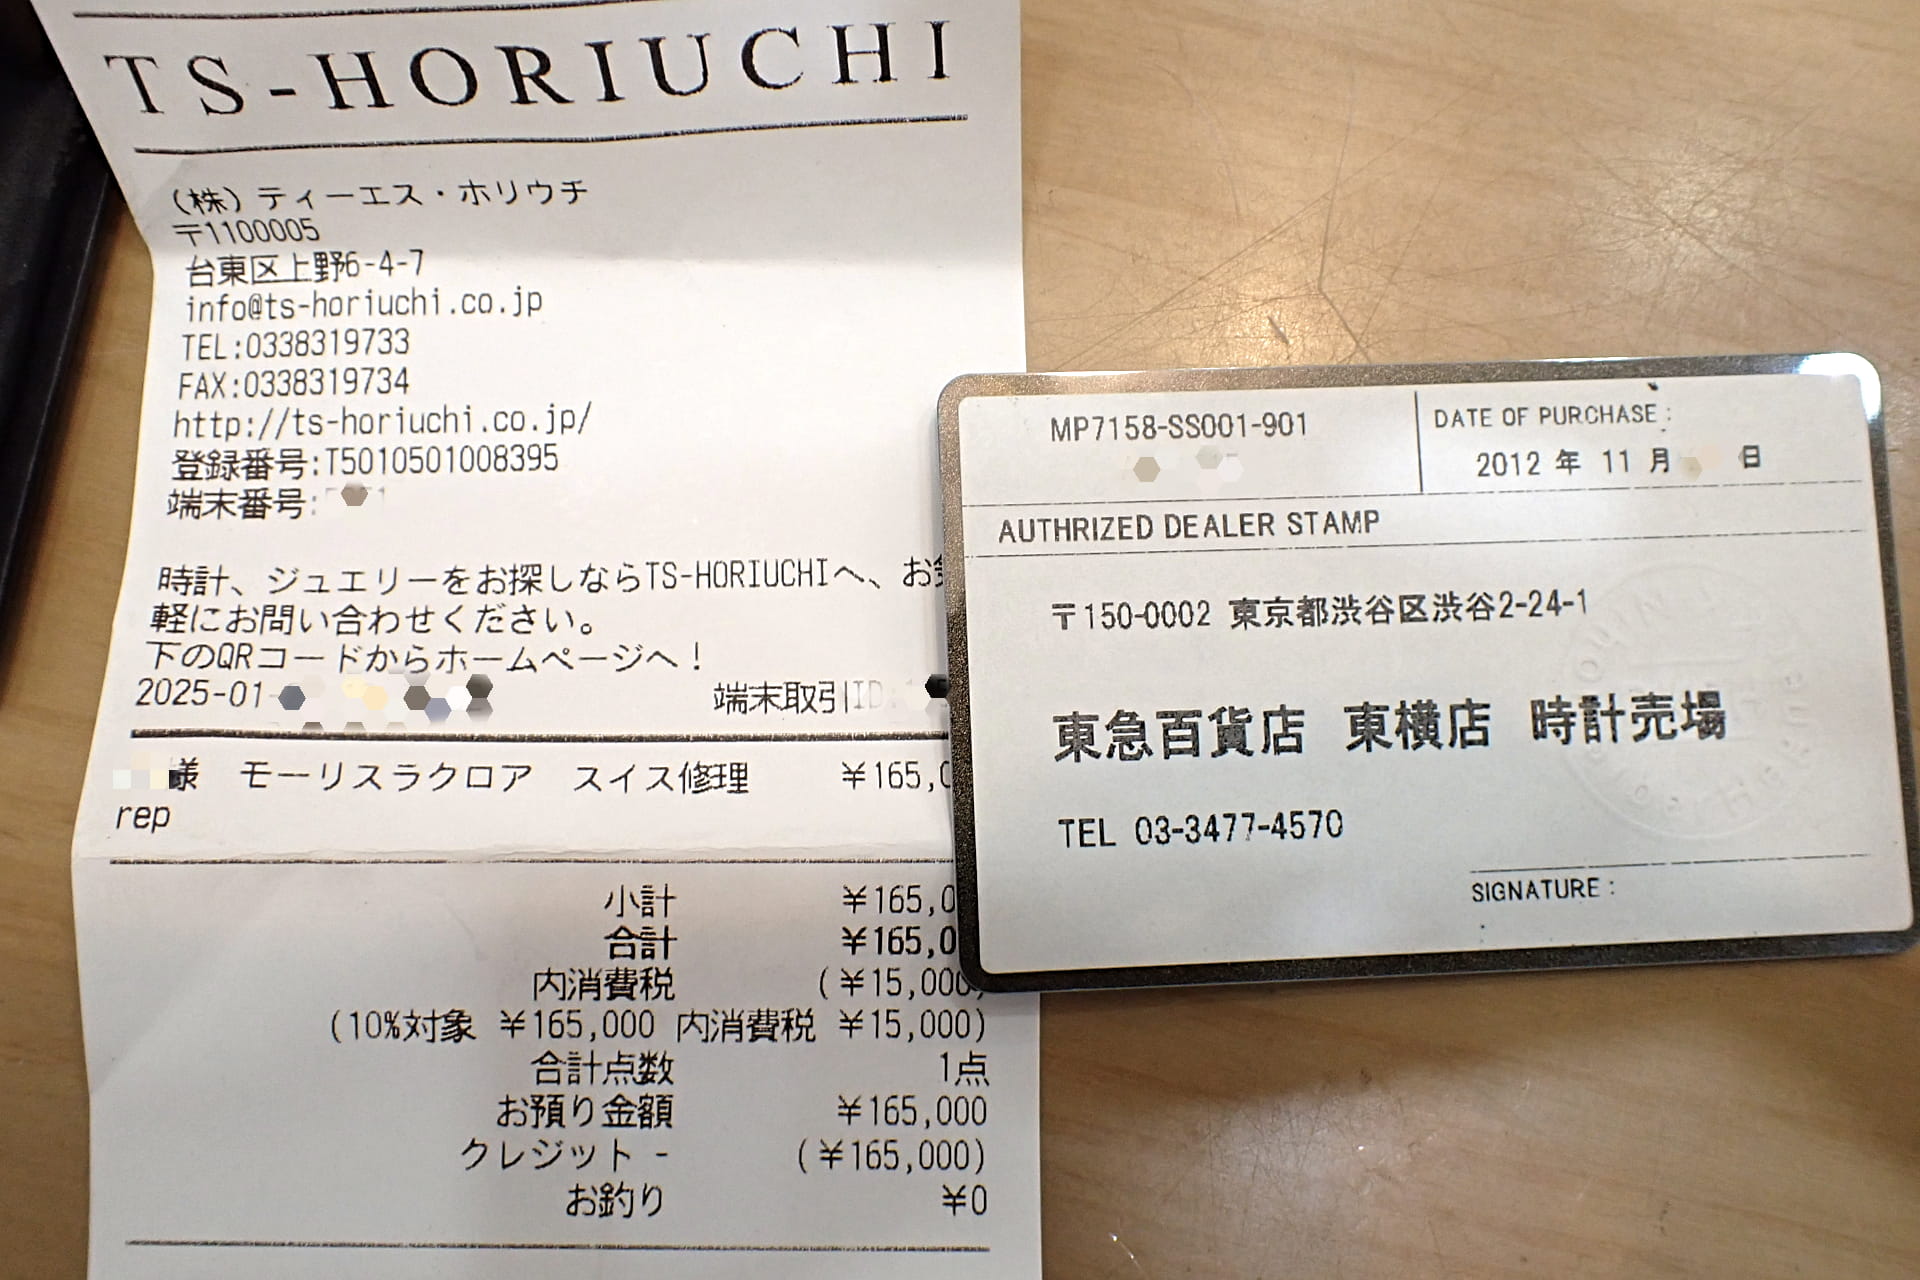 TS-HORIUCHI
(株)ティーエス・ホリウチ
〒1100005
台東区上野6-4-7
info@ts-horiuchi.co.jp
TEL:0338319733
FAX:0338319734
http://ts-horiuchi.co.jp/
登録番号:T5010501008395
端末番号:
時計、ジュエリーをお探しならTS-HORIUCHIへ、お気
軽にお問い合わせください。
下のQRコードからホームページへ!
2025-01- 端末取引ID:
様 モーリスラクロア スイス修理 ¥165,0
rep
小計 ¥165,0
合計 ¥165,0
内消費税 (¥15,000)
(10%対象 ¥165,000 内消費税 ¥15,000)
合計点数 1点
お預り金額 ¥165,000
クレジット - (¥165,000)
お釣り ¥0
MP7158-SS001-901
DATE OF PURCHASE:
2012 年 11 月 日
AUTHRIZED DEALER STAMP
〒150-0002 東京都渋谷区渋谷2-24-1
東急百貨店 東横店 時計売場
TEL 03-3477-4570
SIGNATURE: